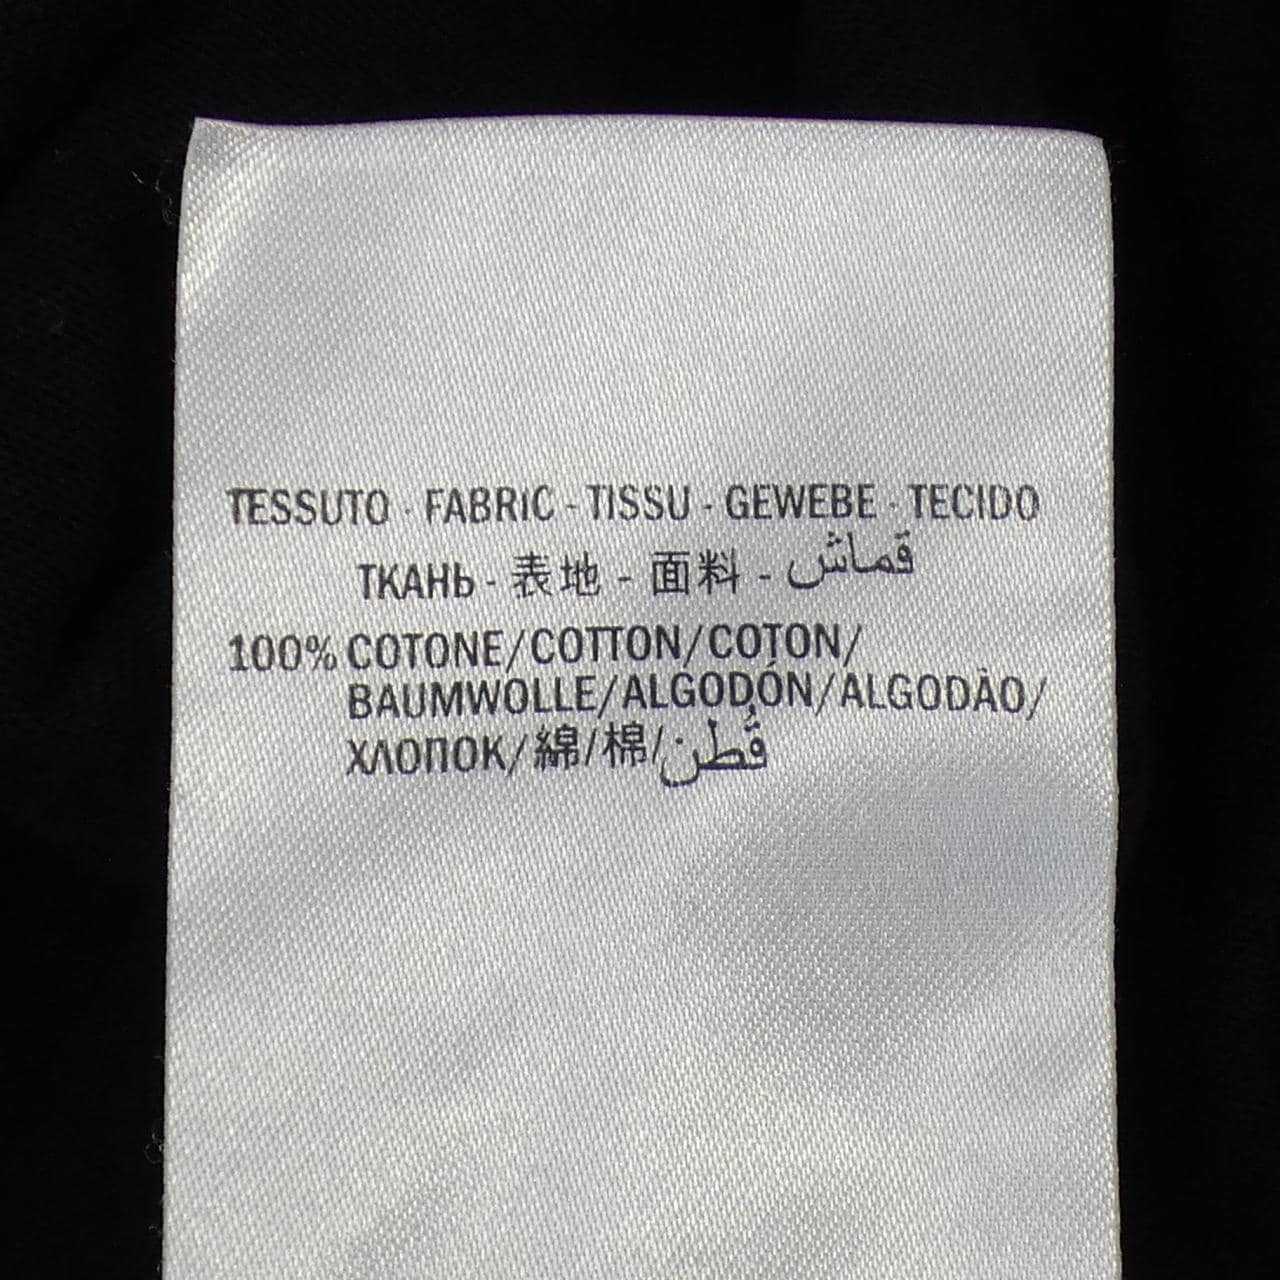 TESSUTO - FABRIC - TISSU - GEWEBE - TECIDO
ТКАНЬ - 表地 - 面料 - قماش
100% COTONE/COTTON/COTON/
BAUMWOLLE/ALGODÓN/ALGODÃO/
ХЛОПОК/綿/棉/قُطن